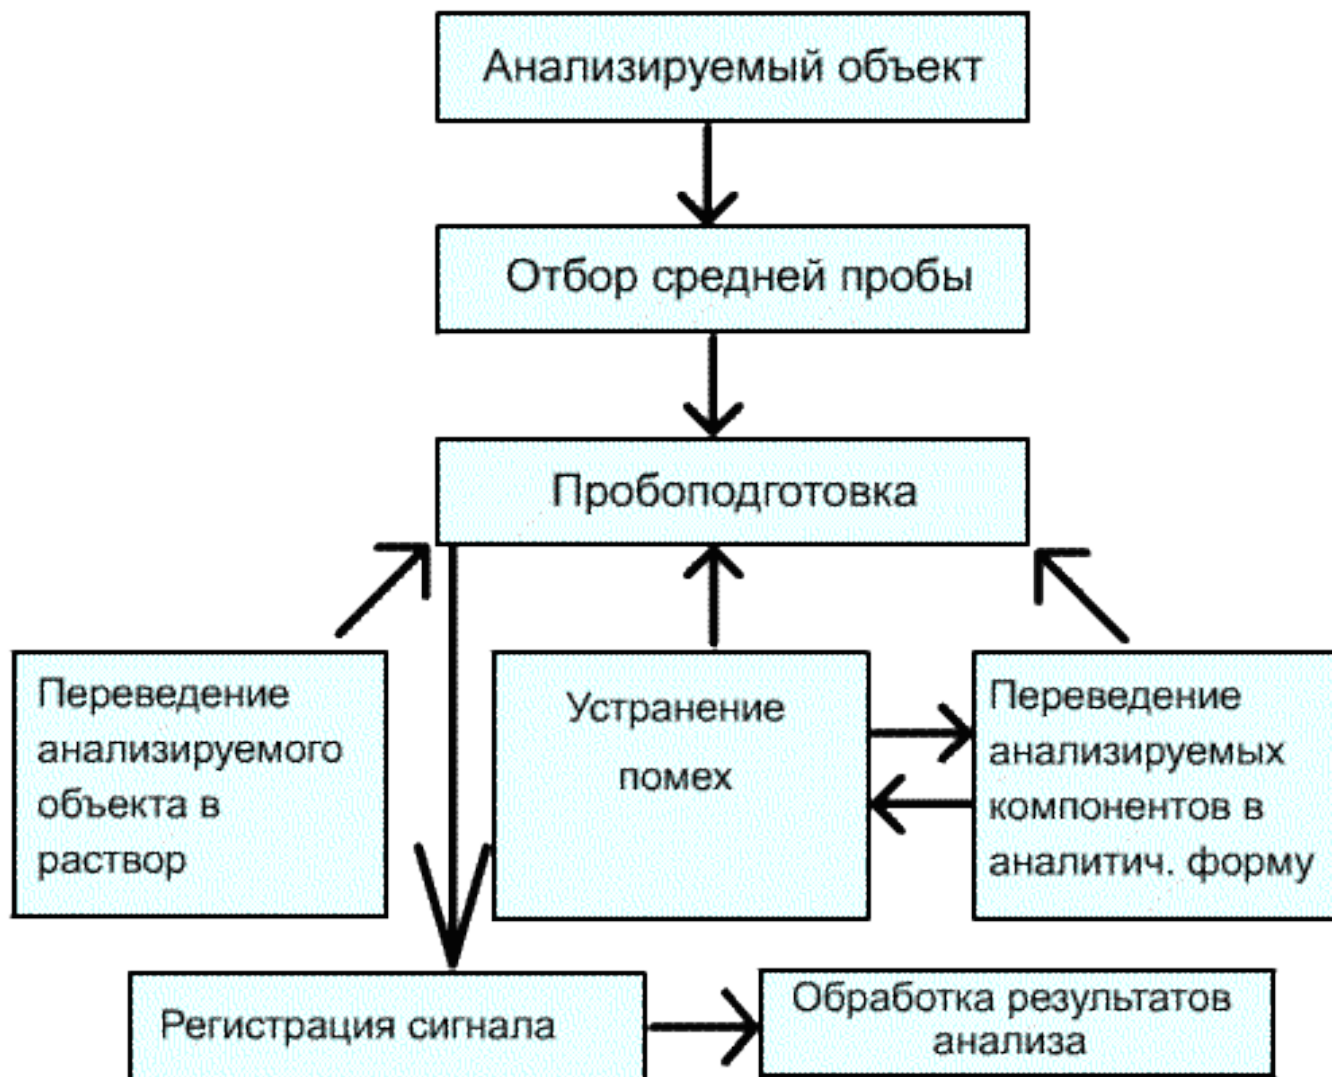 Анализируемый объект
Отбор средней пробы
Пробоподготовка
Переведение
анализируемого
объекта в
раствор
Устранение
помех
Переведение
анализируемых
компонентов в
аналитич. форму
Регистрация сигнала
Обработка результатов
анализа